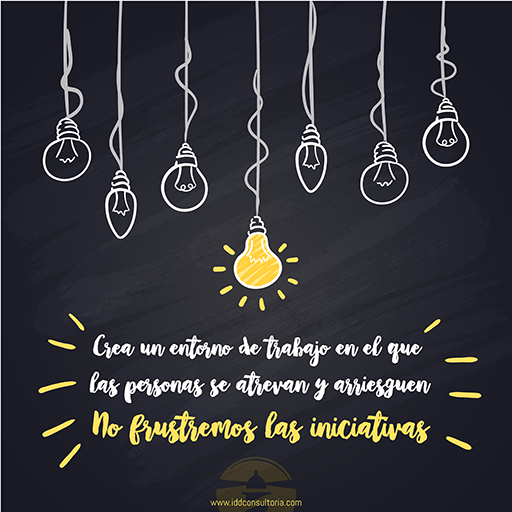 Crea un entorno de trabajo en el que
las personas se atrevan y arriesguen
No frustremos las iniciativas
www.iddconsultoria.com